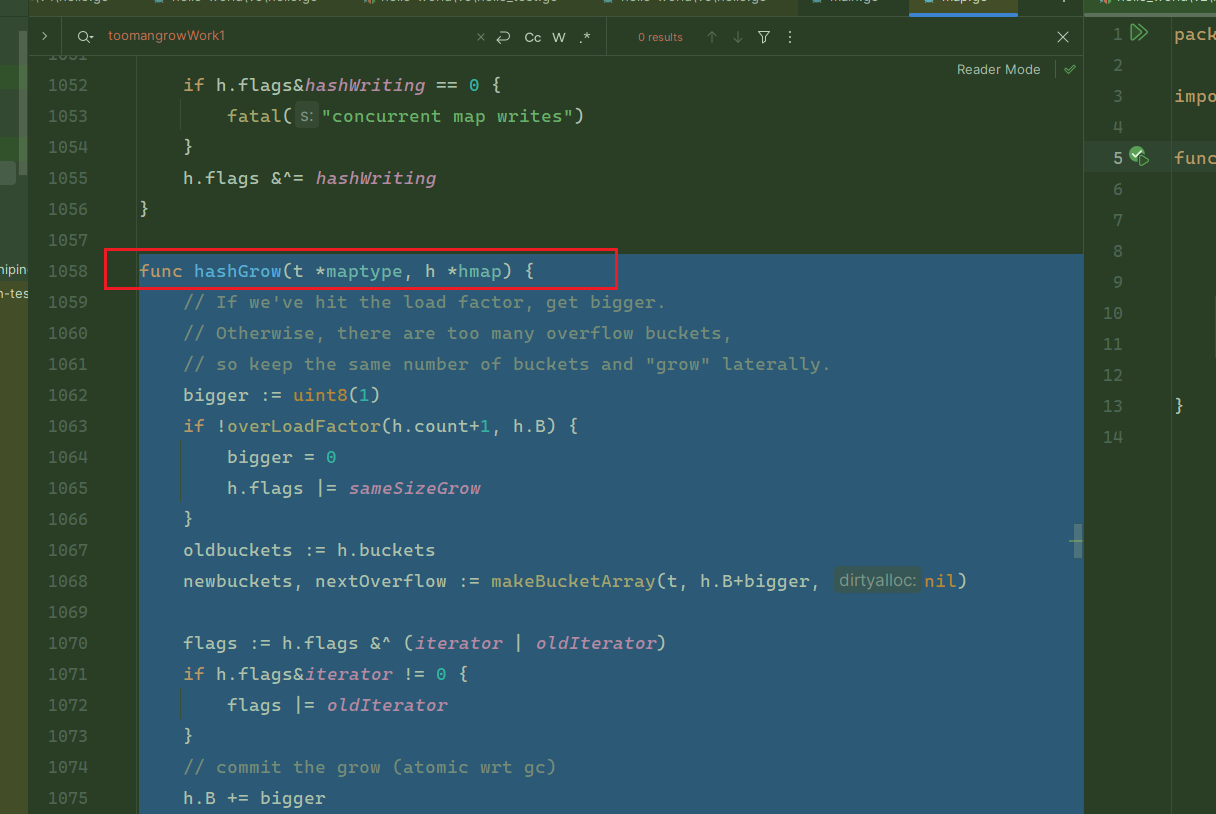 toomangrowWork1
Cc W .* 0 results
Reader Mode
1052 if h.flags&hashWriting == 0 {
1053 fatal( s: "concurrent map writes")
1054 }
1055 h.flags &^= hashWriting
1056 }
1057
1058 func hashGrow(t *maptype, h *hmap) {
1059 // If we've hit the load factor, get bigger.
1060 // Otherwise, there are too many overflow buckets,
1061 // so keep the same number of buckets and "grow" laterally.
1062 bigger := uint8(1)
1063 if !overLoadFactor(h.count+1, h.B) {
1064 bigger = 0
1065 h.flags |= sameSizeGrow
1066 }
1067 oldbuckets := h.buckets
1068 newbuckets, nextOverflow := makeBucketArray(t, h.B+bigger, dirtyalloc: nil)
1069
1070 flags := h.flags &^ (iterator | oldIterator)
1071 if h.flags&iterator != 0 {
1072 flags |= oldIterator
1073 }
1074 // commit the grow (atomic wrt gc)
1075 h.B += bigger
1 pack
2
3 impo
4
5 func
6
7
8
9
10
11
12
13 }
14